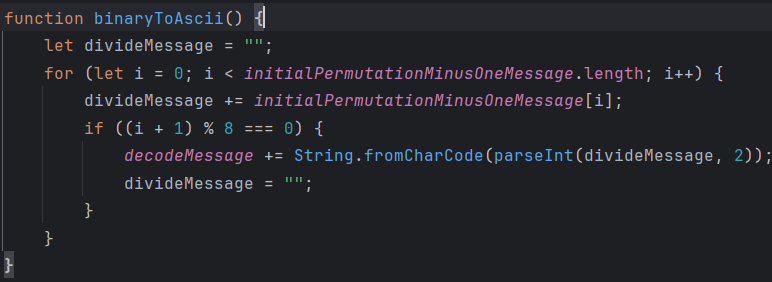 function binaryToAscii() {
    let divideMessage = "";
    for (let i = 0; i < initialPermutationMinusOneMessage.length; i++) {
        divideMessage += initialPermutationMinusOneMessage[i];
        if ((i + 1) % 8 === 0) {
            decodeMessage += String.fromCharCode(parseInt(divideMessage, 2));
            divideMessage = "";
        }
    }
}